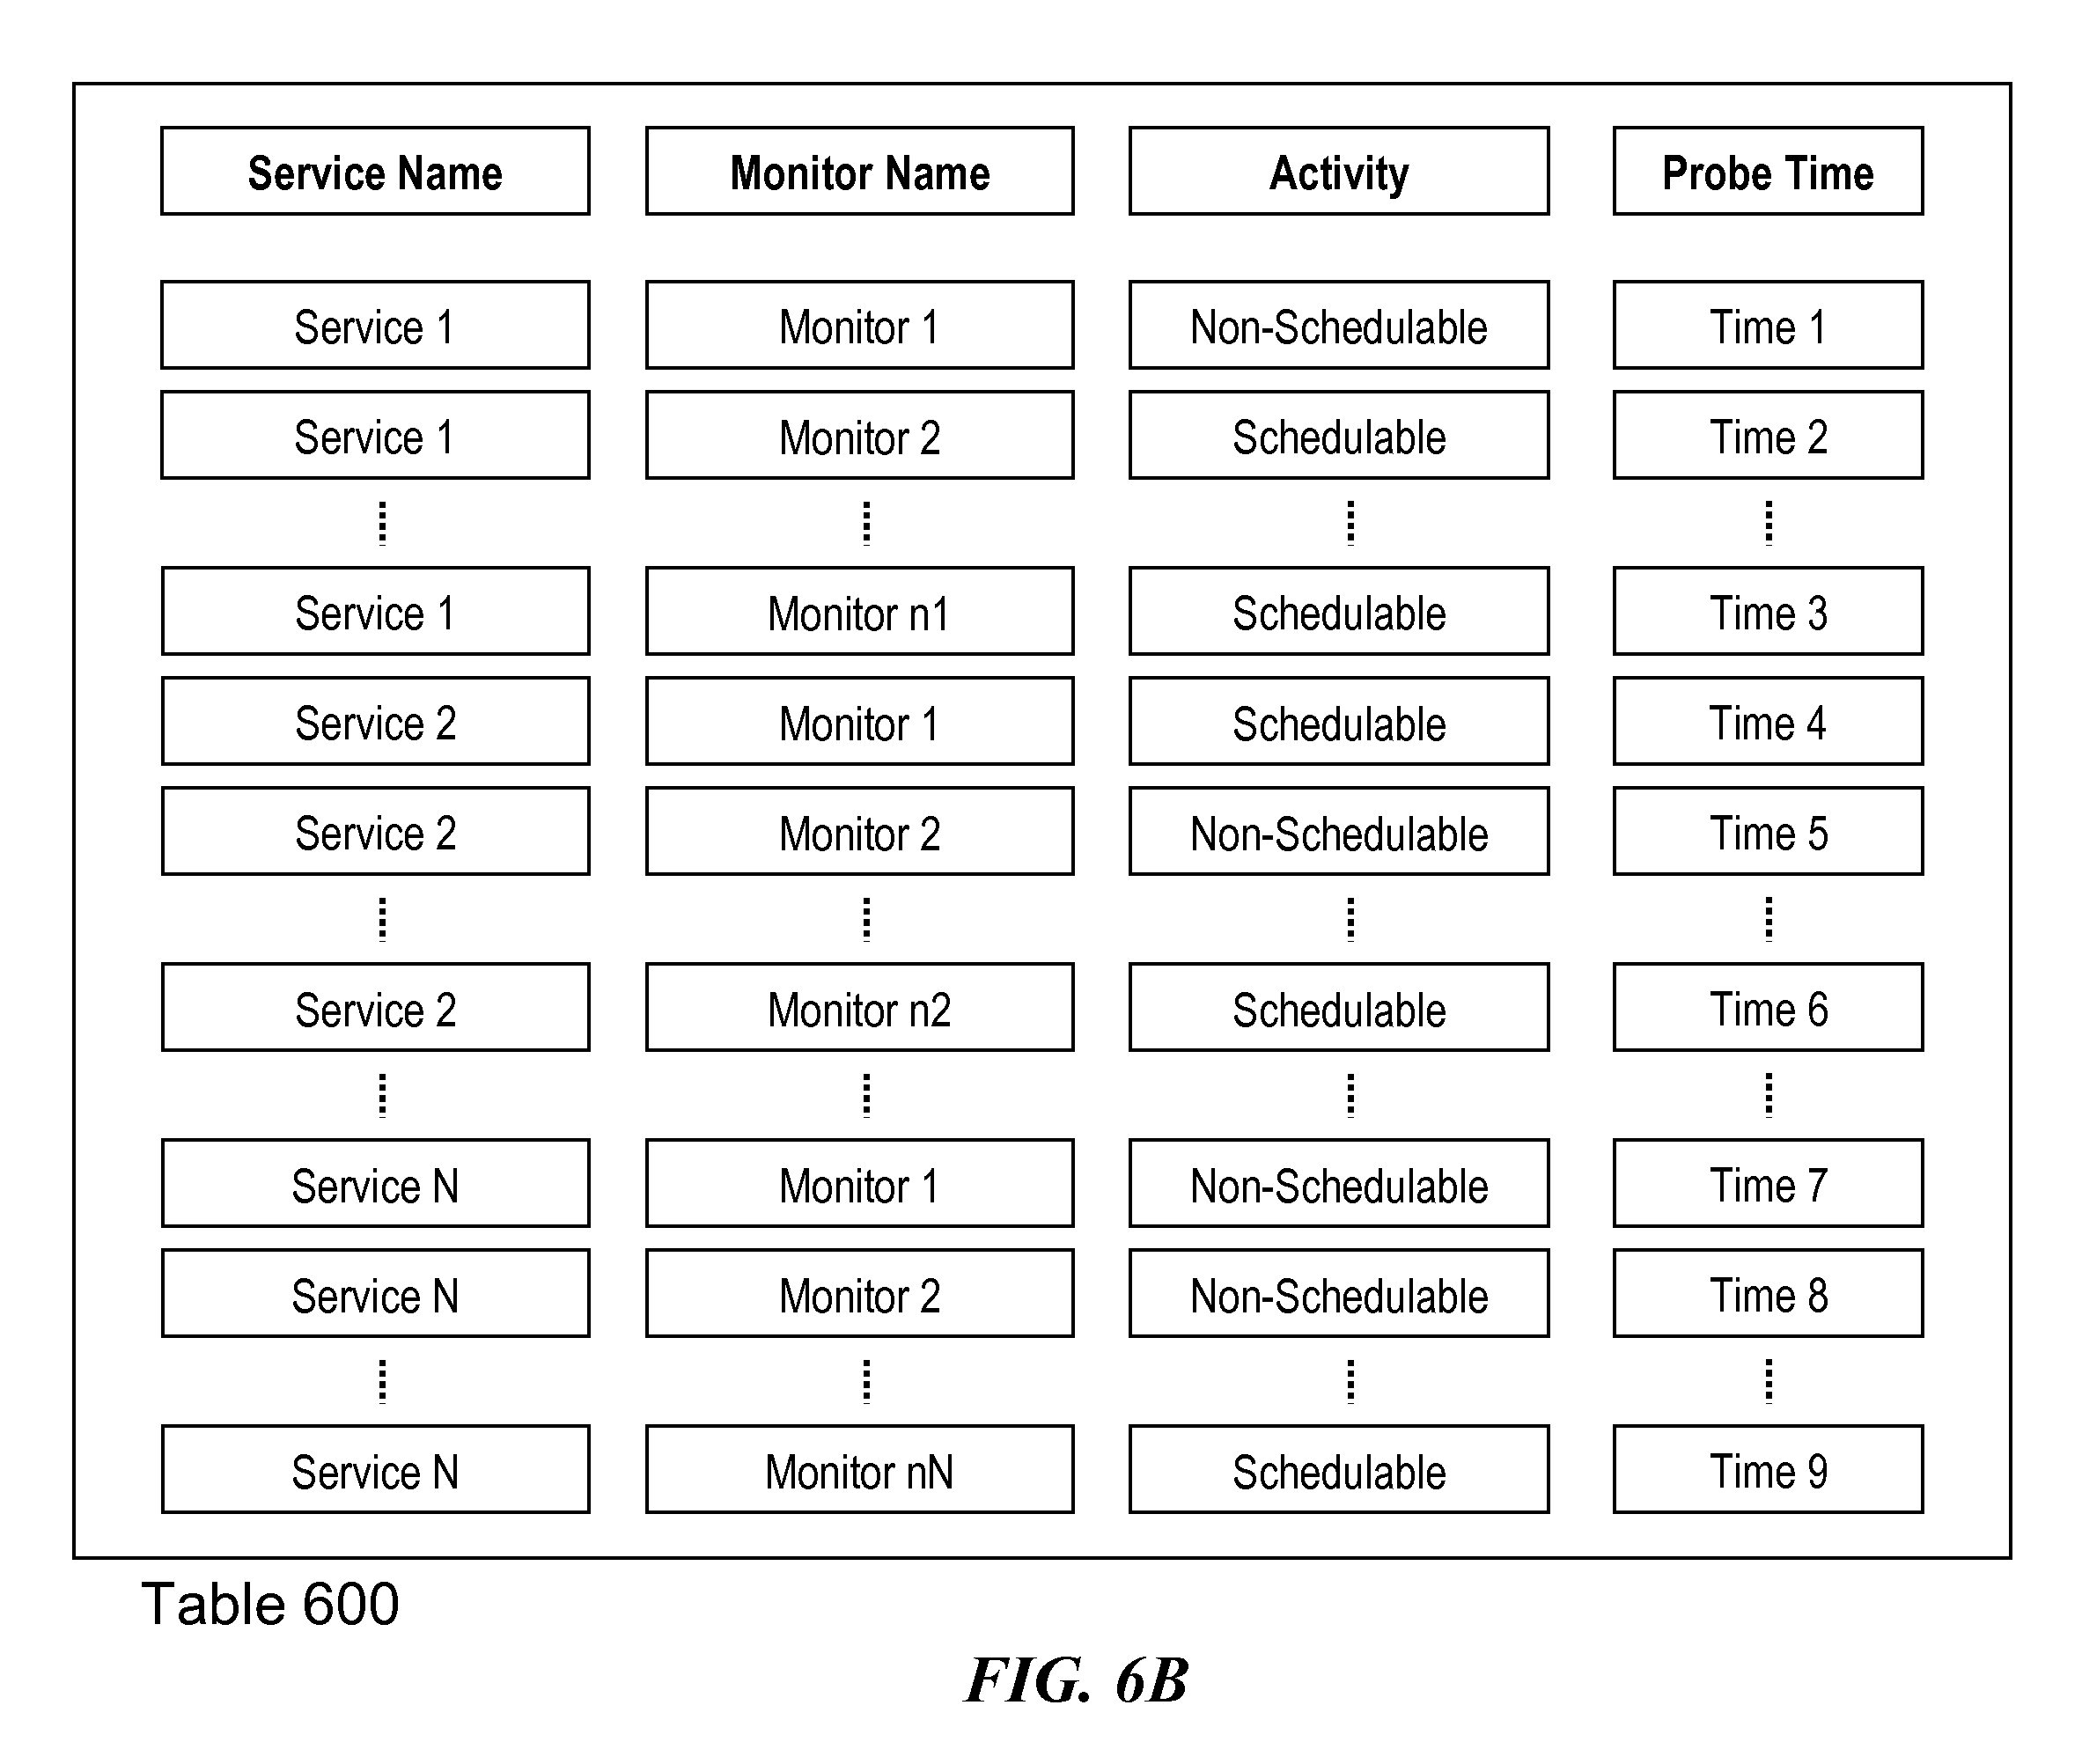 Service Name Monitor Name Activity Probe Time
Service 1 Monitor 1 Non-Schedulable Time 1
Service 1 Monitor 2 Schedulable Time 2
Service 1 Monitor n1 Schedulable Time 3
Service 2 Monitor 1 Schedulable Time 4
Service 2 Monitor 2 Non-Schedulable Time 5
Service 2 Monitor n2 Schedulable Time 6
Service N Monitor 1 Non-Schedulable Time 7
Service N Monitor 2 Non-Schedulable Time 8
Service N Monitor nN Schedulable Time 9
Table 600
FIG. 6B